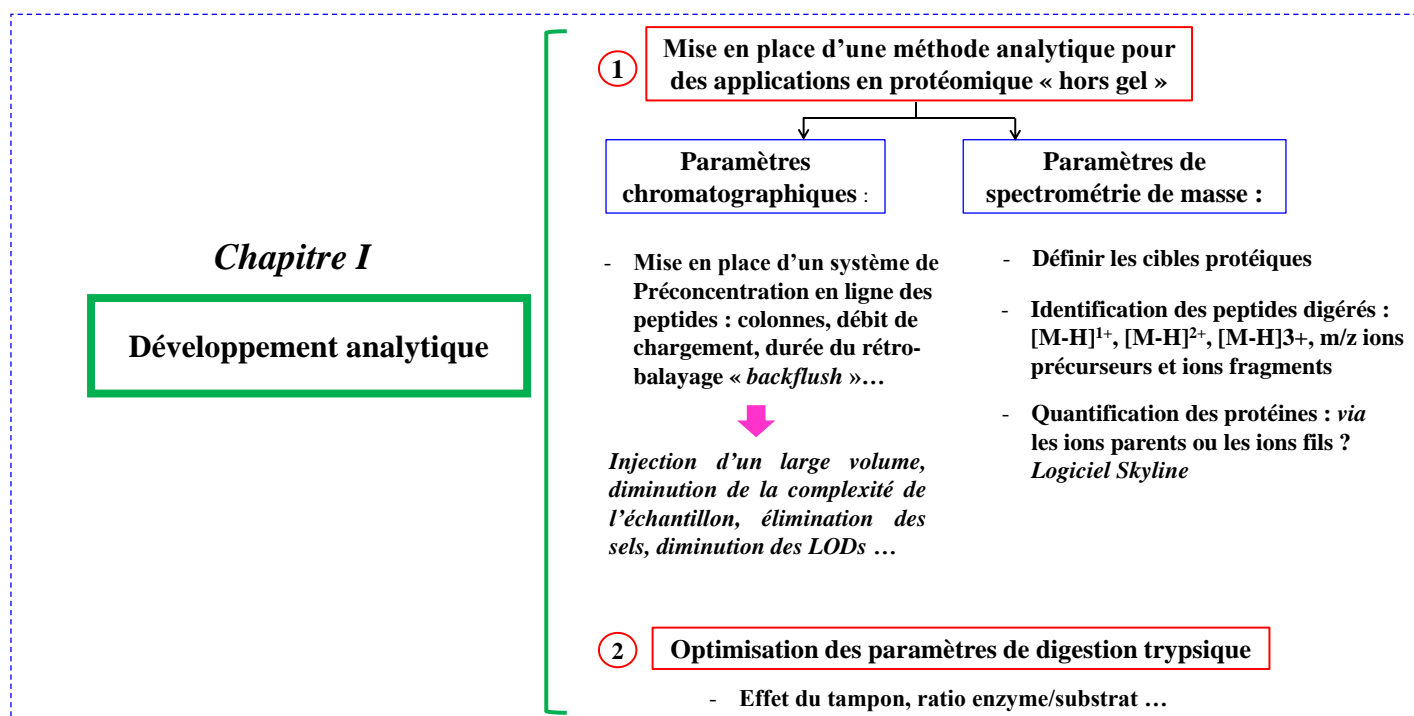 Chapitre I
Développement analytique
1
Mise en place d’une méthode analytique pour
des applications en protéomique « hors gel »
Paramètres
chromatographiques :
- Mise en place d’un système de
Préconcentration en ligne des
peptides : colonnes, débit de
chargement, durée du rétro-
balayage « backflush »…
Injection d’un large volume,
diminution de la complexité de
l’échantillon, élimination des
sels, diminution des LODs …
Paramètres de
spectrométrie de masse :
- Définir les cibles protéiques
- Identification des peptides digérés :
[M-H]¹⁺, [M-H]²⁺, [M-H]3+, m/z ions
précurseurs et ions fragments
- Quantification des protéines : via
les ions parents ou les ions fils ?
Logiciel Skyline
2
Optimisation des paramètres de digestion trypsique
- Effet du tampon, ratio enzyme/substrat …